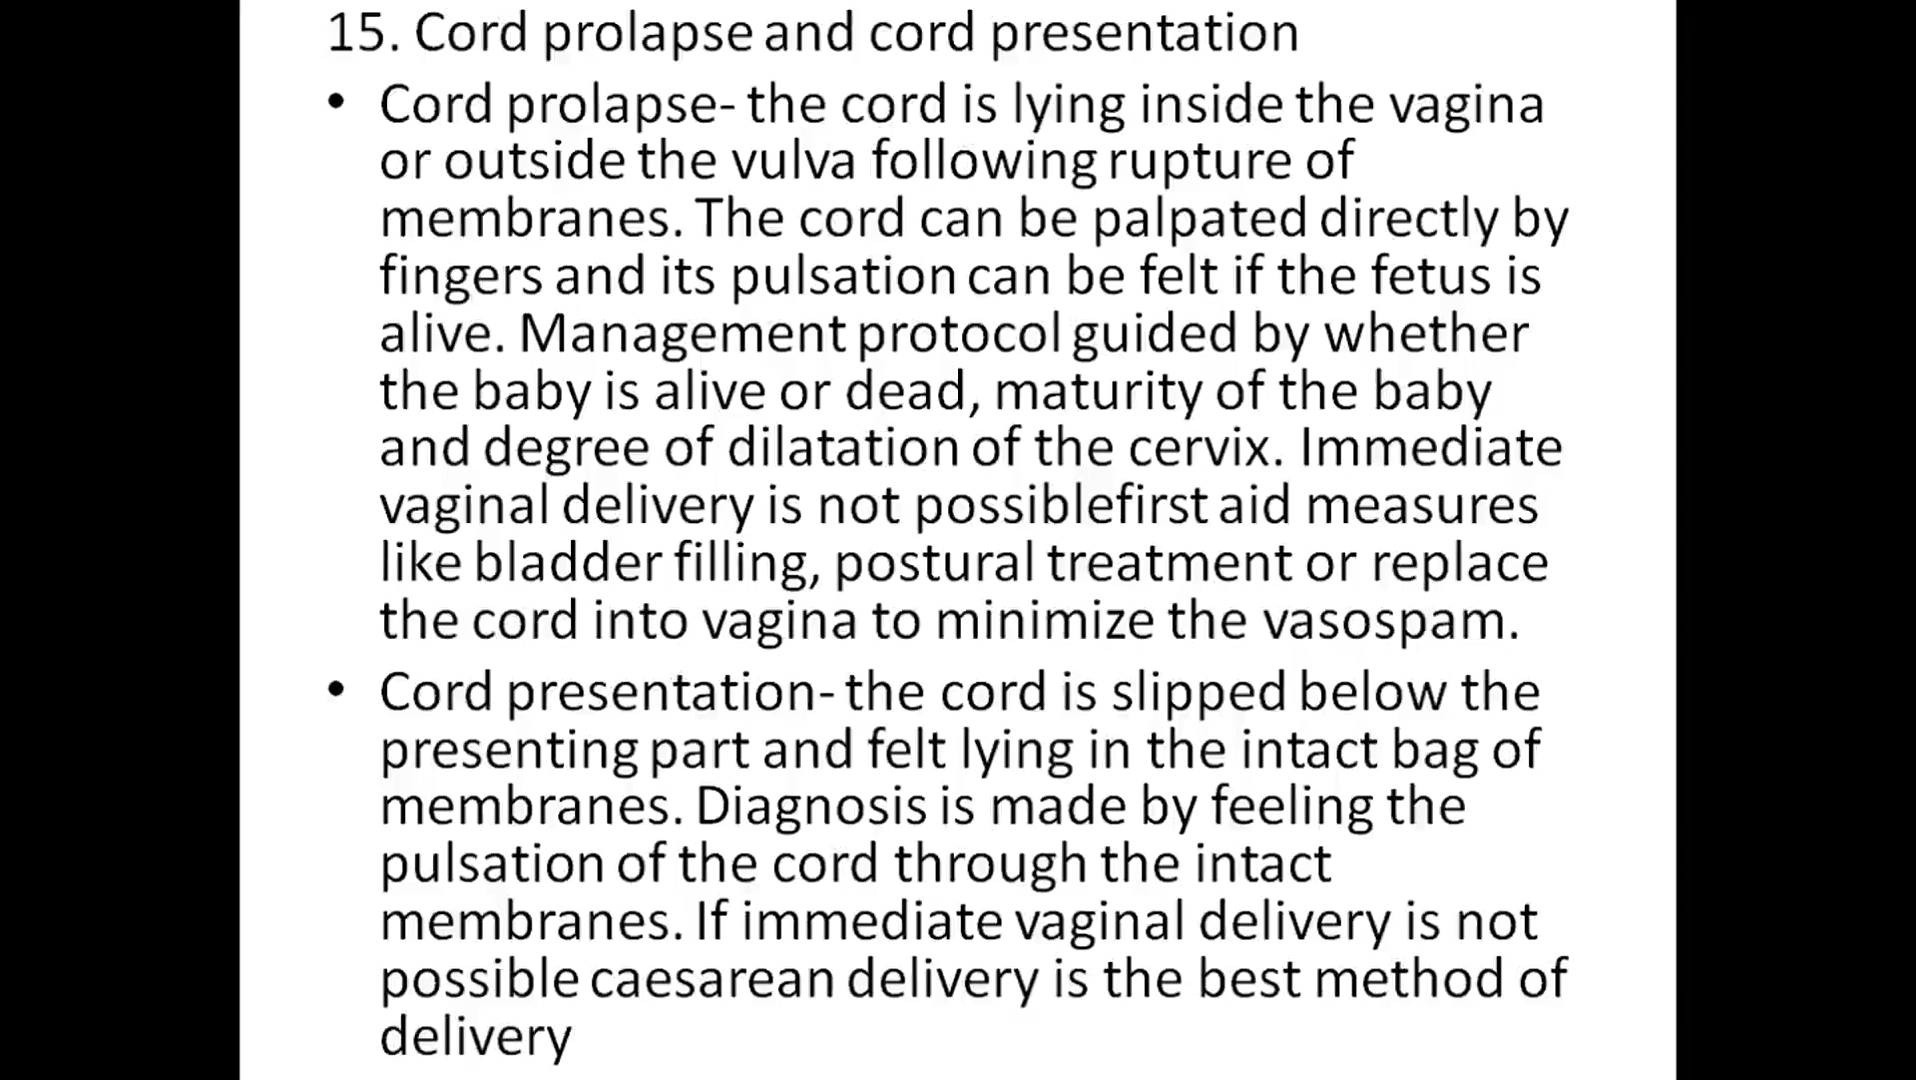 15. Cord prolapse and cord presentation
• Cord prolapse- the cord is lying inside the vagina
or outside the vulva following rupture of
membranes. The cord can be palpated directly by
fingers and its pulsation can be felt if the fetus is
alive. Management protocol guided by whether
the baby is alive or dead, maturity of the baby
and degree of dilatation of the cervix. Immediate
vaginal delivery is not possiblefirst aid measures
like bladder filling, postural treatment or replace
the cord into vagina to minimize the vasospam.
• Cord presentation- the cord is slipped below the
presenting part and felt lying in the intact bag of
membranes. Diagnosis is made by feeling the
pulsation of the cord through the intact
membranes. If immediate vaginal delivery is not
possible caesarean delivery is the best method of
delivery